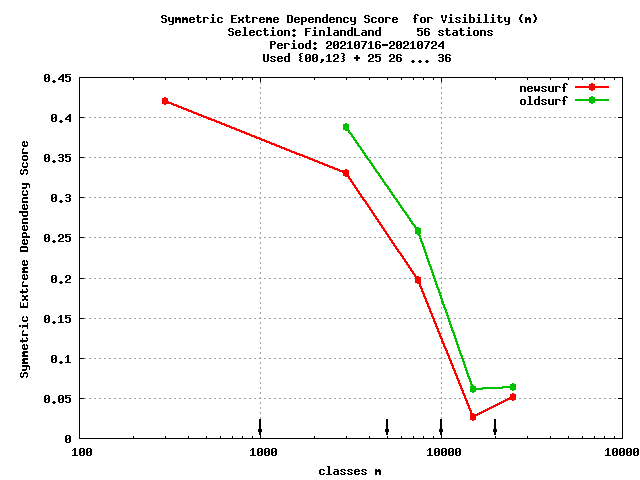 Symmetric Extreme Dependency Score  for Visibility (m)
Selection: FinlandLand     56 stations
Period: 20210716-20210724
Used {00,12} + 25 26 ... 36
newsurf
oldsurf
Symmetric Extreme Dependency Score
0.45
0.4
0.35
0.3
0.25
0.2
0.15
0.1
0.05
0
100
1000
10000
10000
classes m